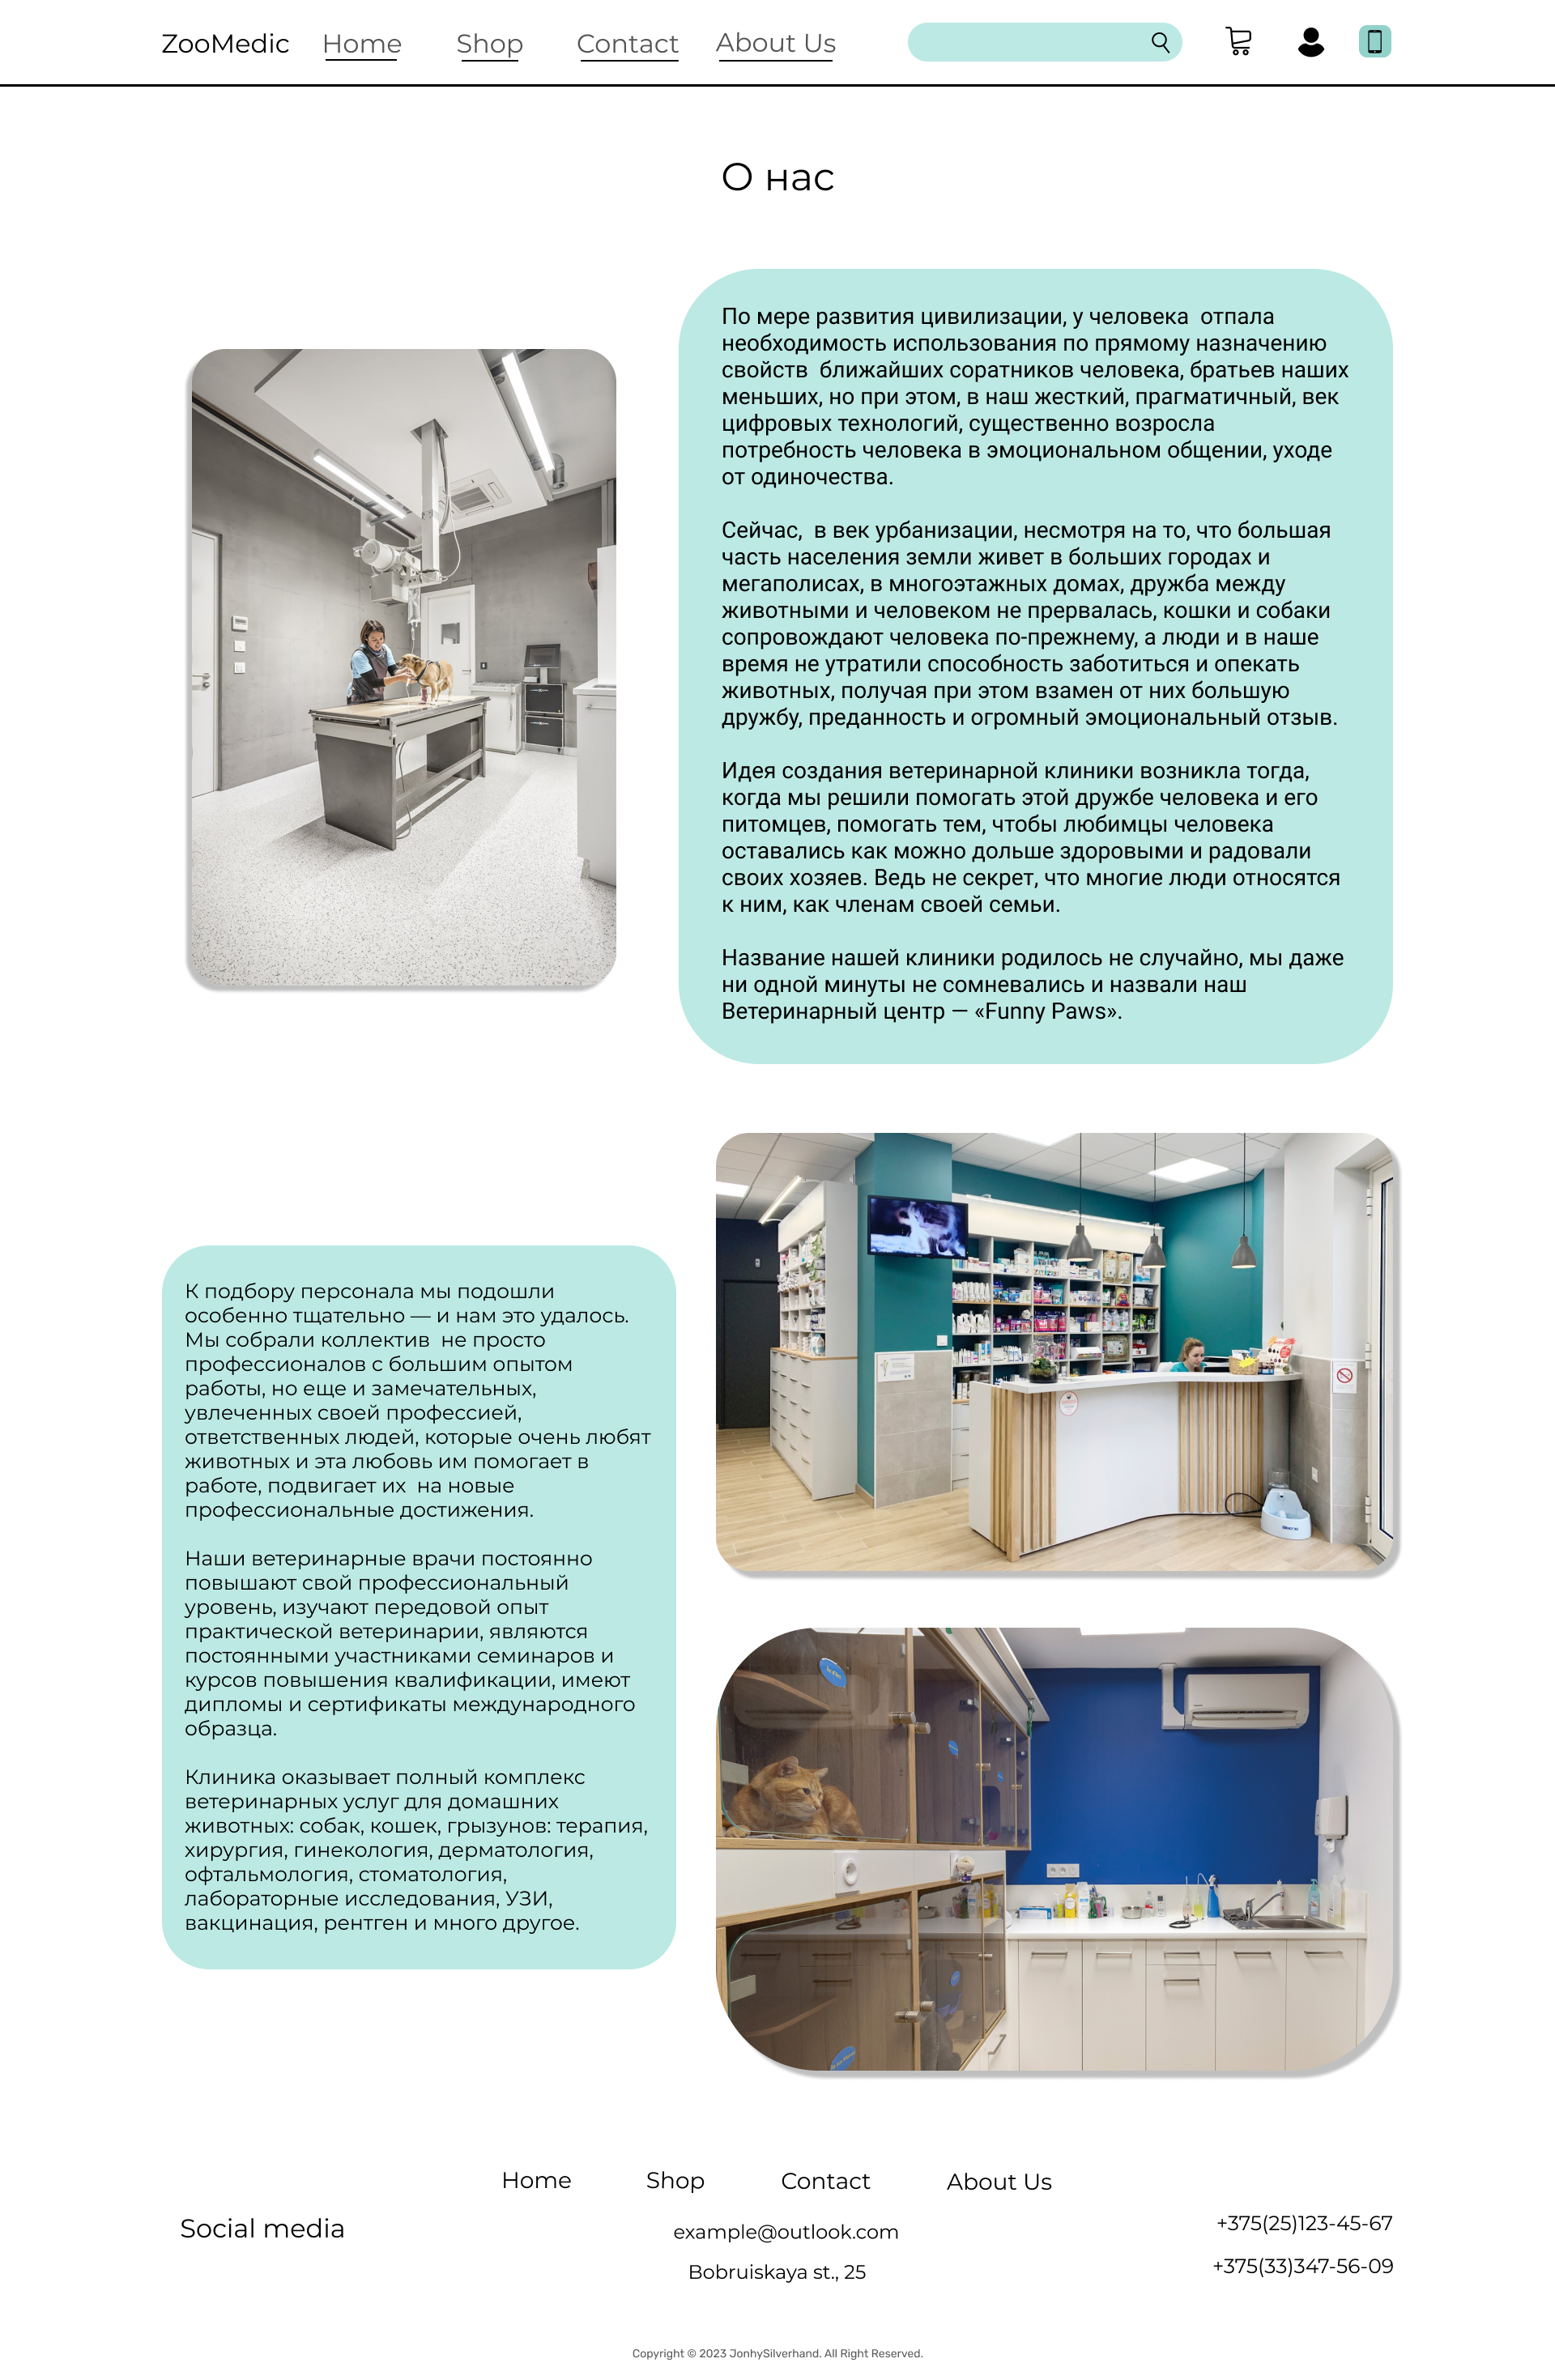 ZooMedic Home Shop Contact About Us
О нас
По мере развития цивилизации, у человека  отпала
необходимость использования по прямому назначению
свойств  ближайших соратников человека, братьев наших
меньших, но при этом, в наш жесткий, прагматичный, век
цифровых технологий, существенно возросла
потребность человека в эмоциональном общении, уходе
от одиночества.
Сейчас,  в век урбанизации, несмотря на то, что большая
часть населения земли живет в больших городах и
мегаполисах, в многоэтажных домах, дружба между
животными и человеком не прервалась, кошки и собаки
сопровождают человека по-прежнему, а люди и в наше
время не утратили способность заботиться и опекать
животных, получая при этом взамен от них большую
дружбу, преданность и огромный эмоциональный отзыв.
Идея создания ветеринарной клиники возникла тогда,
когда мы решили помогать этой дружбе человека и его
питомцев, помогать тем, чтобы любимцы человека
оставались как можно дольше здоровыми и радовали
своих хозяев. Ведь не секрет, что многие люди относятся
к ним, как членам своей семьи.
Название нашей клиники родилось не случайно, мы даже
ни одной минуты не сомневались и назвали наш
Ветеринарный центр — «Funny Paws».
К подбору персонала мы подошли
особенно тщательно — и нам это удалось.
Мы собрали коллектив  не просто
профессионалов с большим опытом
работы, но еще и замечательных,
увлеченных своей профессией,
ответственных людей, которые очень любят
животных и эта любовь им помогает в
работе, подвигает их  на новые
профессиональные достижения.
Наши ветеринарные врачи постоянно
повышают свой профессиональный
уровень, изучают передовой опыт
практической ветеринарии, являются
постоянными участниками семинаров и
курсов повышения квалификации, имеют
дипломы и сертификаты международного
образца.
Клиника оказывает полный комплекс
ветеринарных услуг для домашних
животных: собак, кошек, грызунов: терапия,
хирургия, гинекология, дерматология,
офтальмология, стоматология,
лабораторные исследования, УЗИ,
вакцинация, рентген и много другое.
Home Shop Contact About Us
Social media
example@outlook.com
Bobruiskaya st., 25
+375(25)123-45-67
+375(33)347-56-09
Copyright © 2023 JonhySilverhand. All Right Reserved.